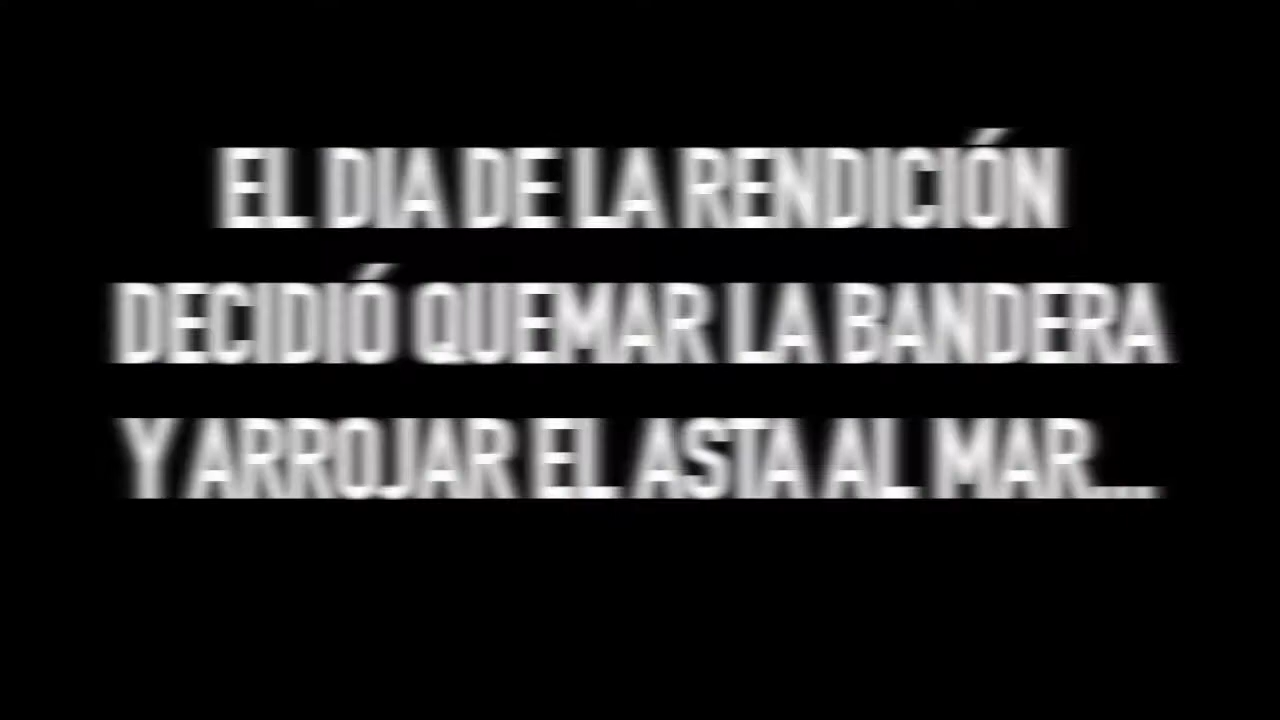 EL DIA DE LA RENDICIÓN
DECIDIÓ QUEMAR LA BANDERA
Y ARROJAR EL ASTA AL MAR...